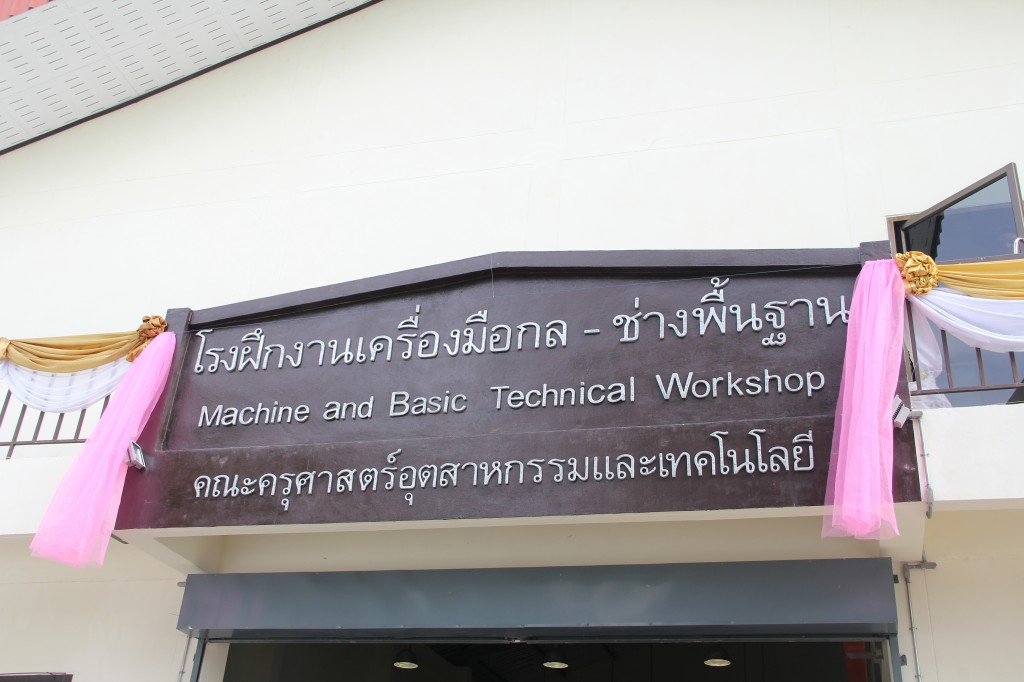 โรงฝึกงานเครื่องมือกล - ช่างพื้นฐาน
Machine and Basic Technical Workshop
คณะครุศาสตร์อุตสาหกรรมและเทคโนโลยี